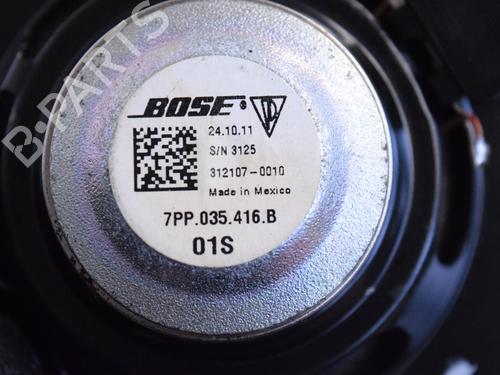 B-PARTS
BOSE®
24.10.11
S/N 3125
312107-0010
Made in Mexico
7PP.035.416.B
01S